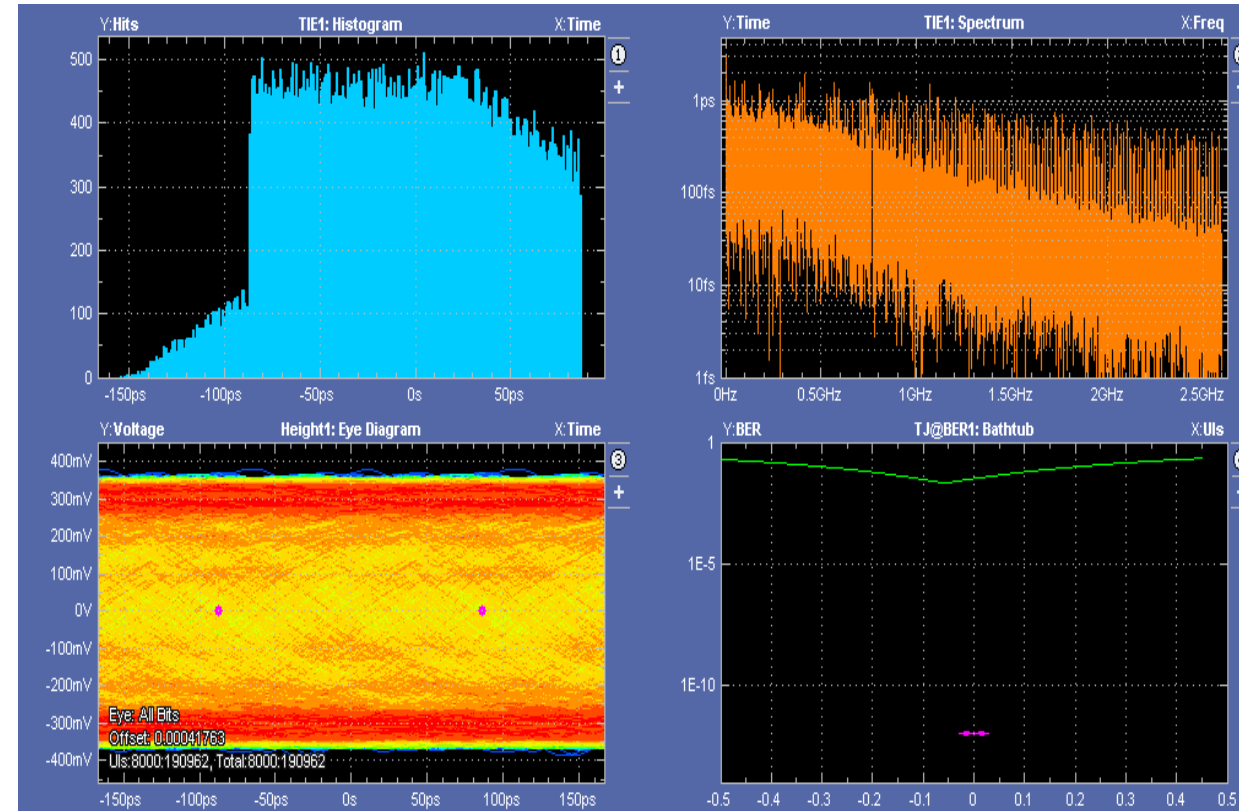 Y:Hits TIE1: Histogram X:Time
500
400
300
200
100
0
-150ps -100ps -50ps 0s 50ps
1
+
Y:Time TIE1: Spectrum X:Freq
1ps
100fs
10fs
1fs
0Hz 0.5GHz 1GHz 1.5GHz 2GHz 2.5GHz
Y:Voltage Height1: Eye Diagram X:Time
400mV
300mV
200mV
100mV
0V
-100mV
-200mV
-300mV
-400mV
Eye: All Bits
Offset: 0.00041763
UIs:8000:190962, Total:8000:190962
-150ps -100ps -50ps 0s 50ps 100ps 150ps
3
+
Y:BER TJ@BER1: Bathtub X:UIs
1
1E-5
1E-10
-0.5 -0.4 -0.3 -0.2 -0.1 0 0.1 0.2 0.3 0.4 0.5